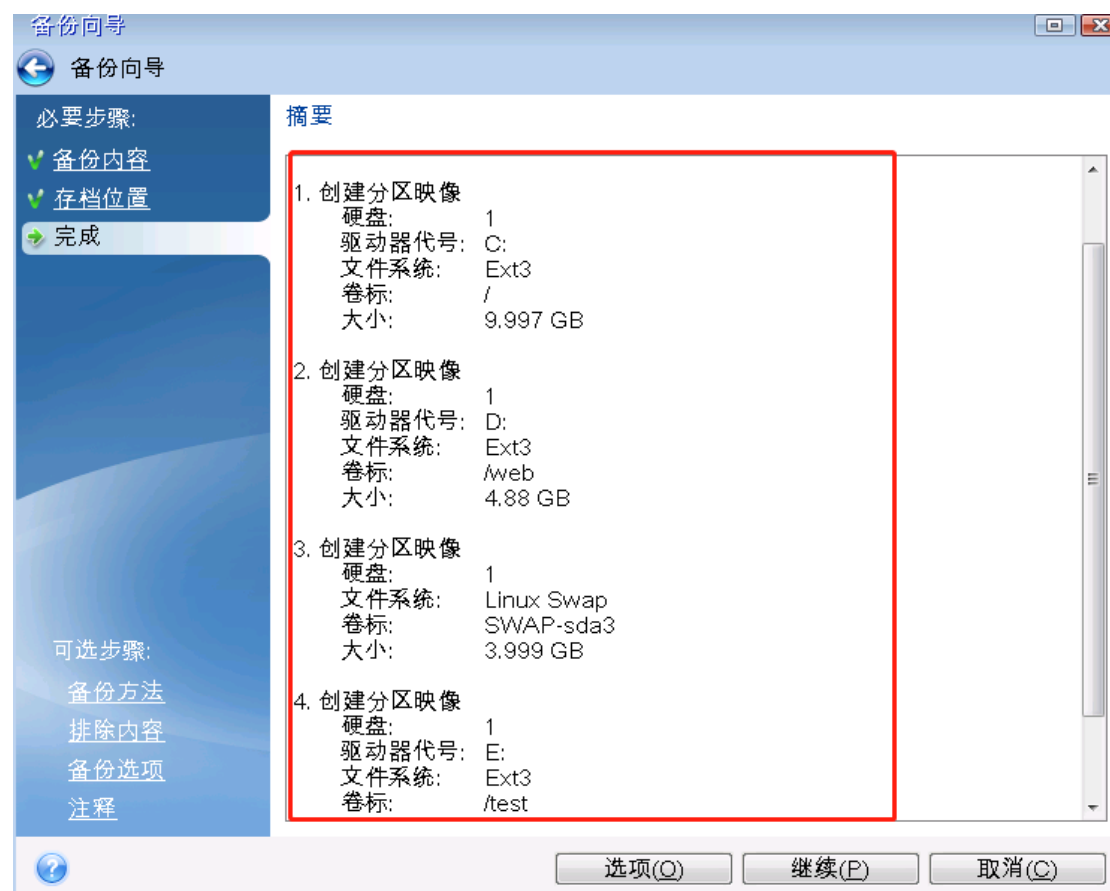 备份向导
备份向导
必要步骤:
备份内容
存档位置
完成
可选步骤:
备份方法
排除内容
备份选项
注释
摘要
1. 创建分区映像
硬盘: 1
驱动器代号: C:
文件系统: Ext3
卷标: /
大小: 9.997 GB
2. 创建分区映像
硬盘: 1
驱动器代号: D:
文件系统: Ext3
卷标: /web
大小: 4.88 GB
3. 创建分区映像
硬盘: 1
文件系统: Linux Swap
卷标: SWAP-sda3
大小: 3.999 GB
4. 创建分区映像
硬盘: 1
驱动器代号: E:
文件系统: Ext3
卷标: /test
选项(O) 继续(P) 取消(C)